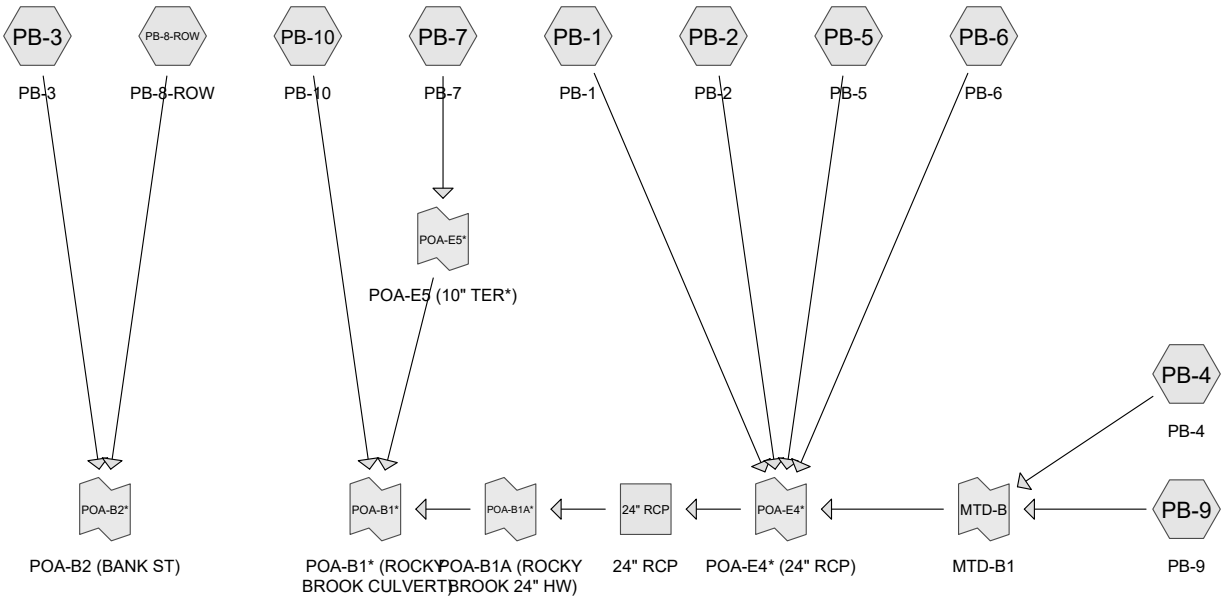 PB-3
PB-8-ROW
PB-10
PB-7
PB-1
PB-2
PB-5
PB-6
PB-3
PB-8-ROW
PB-10
PB-7
PB-1
PB-2
PB-5
PB-6
POA-E5*
POA-E5 (10" TER*)
PB-4
PB-4
POA-B2*
POA-B1*
POA-B1A*
24" RCP
POA-E4*
MTD-B
PB-9
POA-B2 (BANK ST)
POA-B1* (ROCKY
BROOK CULVERT)
POA-B1A (ROCKY
BROOK 24" HW)
24" RCP
POA-E4* (24" RCP)
MTD-B1
PB-9